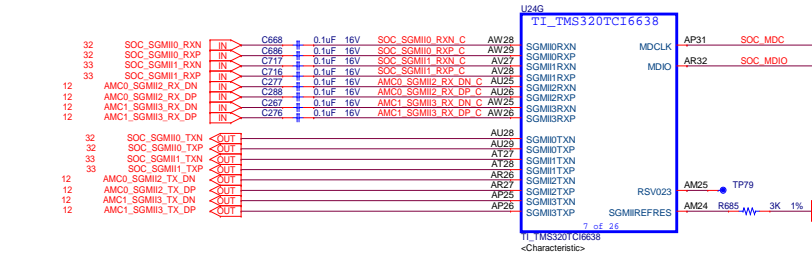 U24G
TI_TMS320TCI6638
32 SOC_SGMII0_RXN IN C668 0.1uF 16V SOC_SGMII0_RXN_C AW28 SGMII0RXN MDCLK AP31 SOC_MDC
32 SOC_SGMII0_RXP IN C686 0.1uF 16V SOC_SGMII0_RXP_C AW29 SGMII0RXP
33 SOC_SGMII1_RXN IN C717 0.1uF 16V SOC_SGMII1_RXN_C AV27 SGMII1RXN MDIO AR32 SOC_MDIO
33 SOC_SGMII1_RXP IN C716 0.1uF 16V SOC_SGMII1_RXP_C AV28 SGMII1RXP
12 AMC0_SGMII2_RX_DN IN C277 0.1uF 16V AMC0_SGMII2_RX_DN_C AU25 SGMII2RXN
12 AMC0_SGMII2_RX_DP IN C288 0.1uF 16V AMC0_SGMII2_RX_DP_C AU26 SGMII2RXP
12 AMC1_SGMII3_RX_DN IN C267 0.1uF 16V AMC1_SGMII3_RX_DN_C AW25 SGMII3RXN
12 AMC1_SGMII3_RX_DP IN C276 0.1uF 16V AMC1_SGMII3_RX_DP_C AW26 SGMII3RXP
32 SOC_SGMII0_TXN OUT AU28 SGMII0TXN
32 SOC_SGMII0_TXP OUT AU29 SGMII0TXP
33 SOC_SGMII1_TXN OUT AT27 SGMII1TXN
33 SOC_SGMII1_TXP OUT AT28 SGMII1TXP
12 AMC0_SGMII2_TX_DN OUT AR26 SGMII2TXN
12 AMC0_SGMII2_TX_DP OUT AR27 SGMII2TXP RSV023 AM25 TP79
12 AMC1_SGMII3_TX_DN OUT AP25 SGMII3TXN
12 AMC1_SGMII3_TX_DP OUT AP26 SGMII3TXP SGMIIREFRES AM24 R685 3K 1%
7 of 26
TI_TMS320TCI6638
<Characteristic>